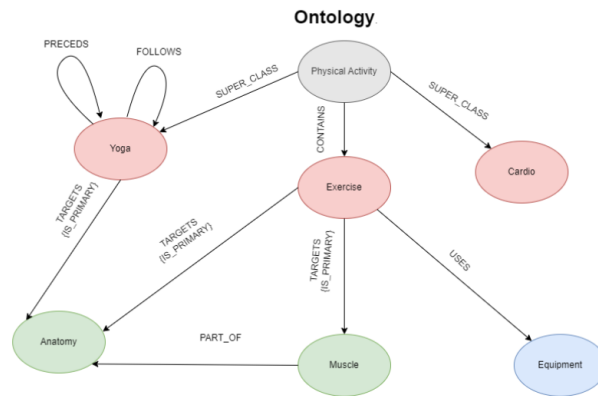 Ontology
PRECEDS
FOLLOWS
SUPER_CLASS
Physical Activity
SUPER_CLASS
CONTAINS
Yoga
Exercise
Cardio
TARGETS
{IS_PRIMARY}
TARGETS
{IS_PRIMARY}
TARGETS
{IS_PRIMARY}
USES
Anatomy
PART_OF
Muscle
Equipment